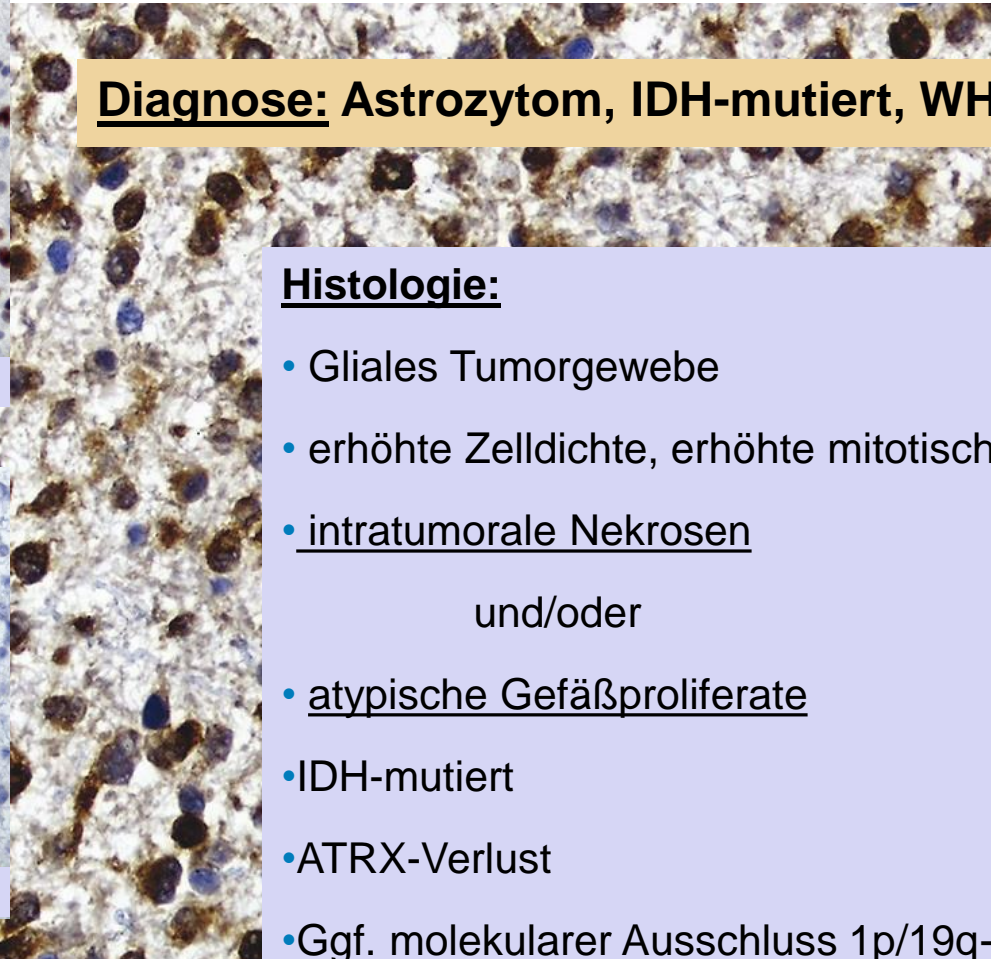 Diagnose: Astrozytom, IDH-mutiert, WH
Histologie:
• Gliales Tumorgewebe
• erhöhte Zelldichte, erhöhte mitotisch
• intratumorale Nekrosen
und/oder
• atypische Gefäßproliferate
•IDH-mutiert
•ATRX-Verlust
•Ggf. molekularer Ausschluss 1p/19q-